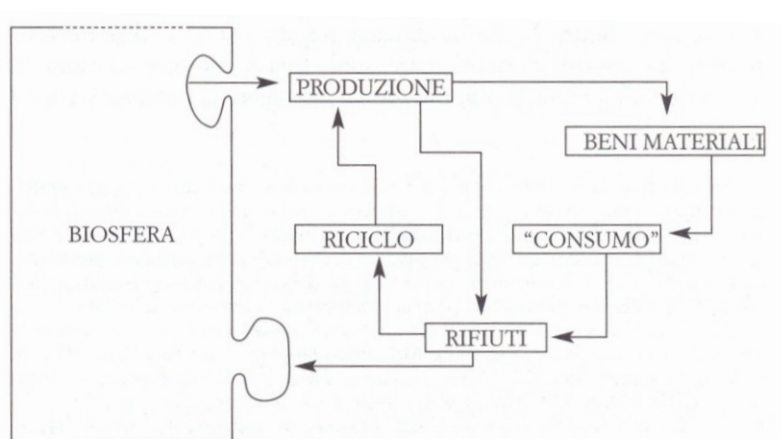 PRODUZIONE
BENI MATERIALI
BIOSFERA
RICICLO
“CONSUMO”
RIFIUTI